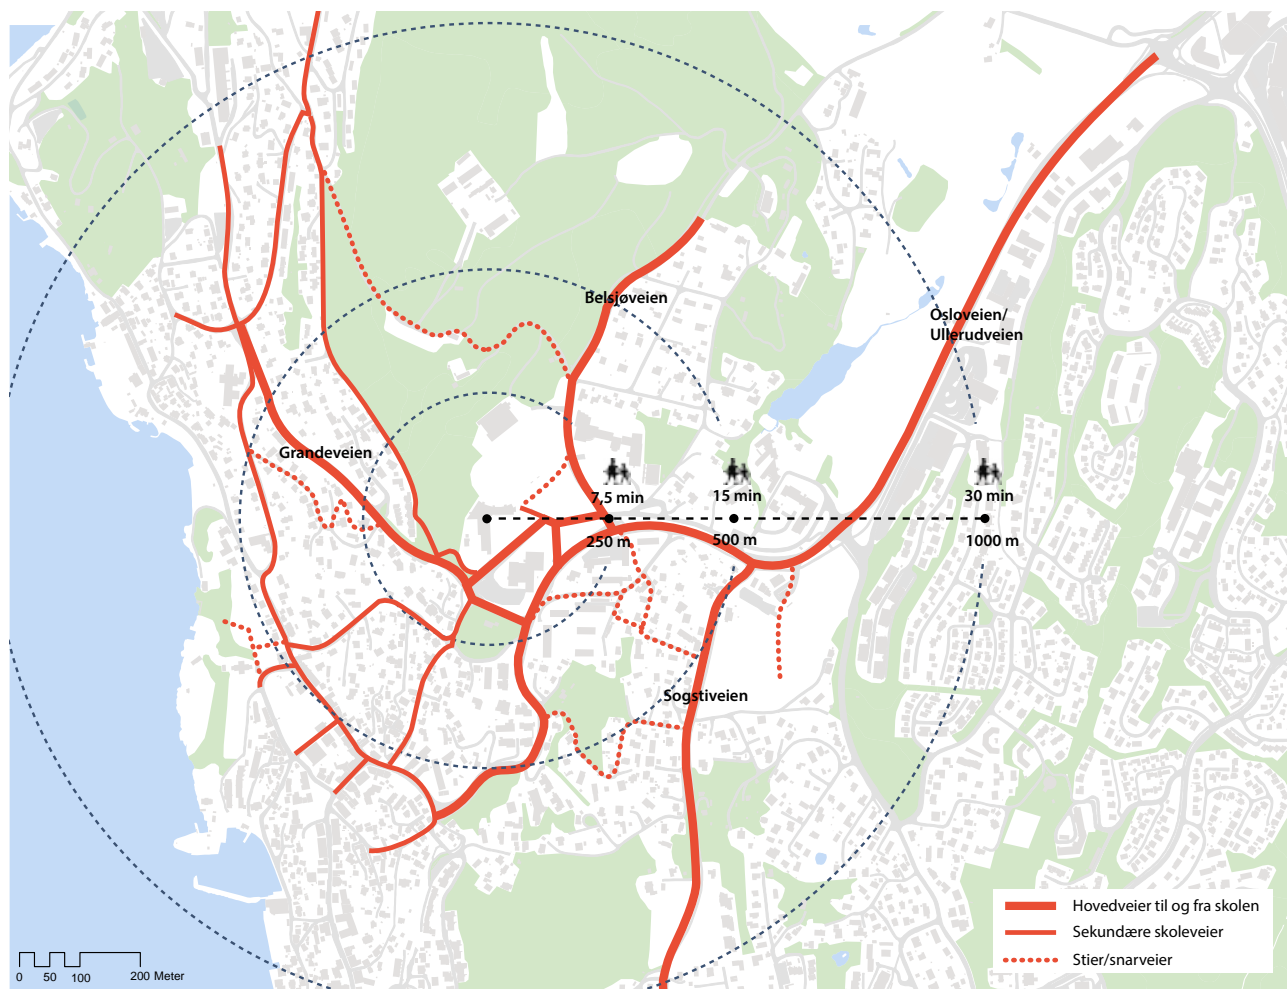 Belsjøveien
Osloveien/
Ullerudveien
Grandeveien
7,5 min
15 min
30 min
250 m
500 m
1000 m
Sogstiveien
Hovedveier til og fra skolen
Sekundære skoleveier
Stier/snarveier
0 50 100 200 Meter